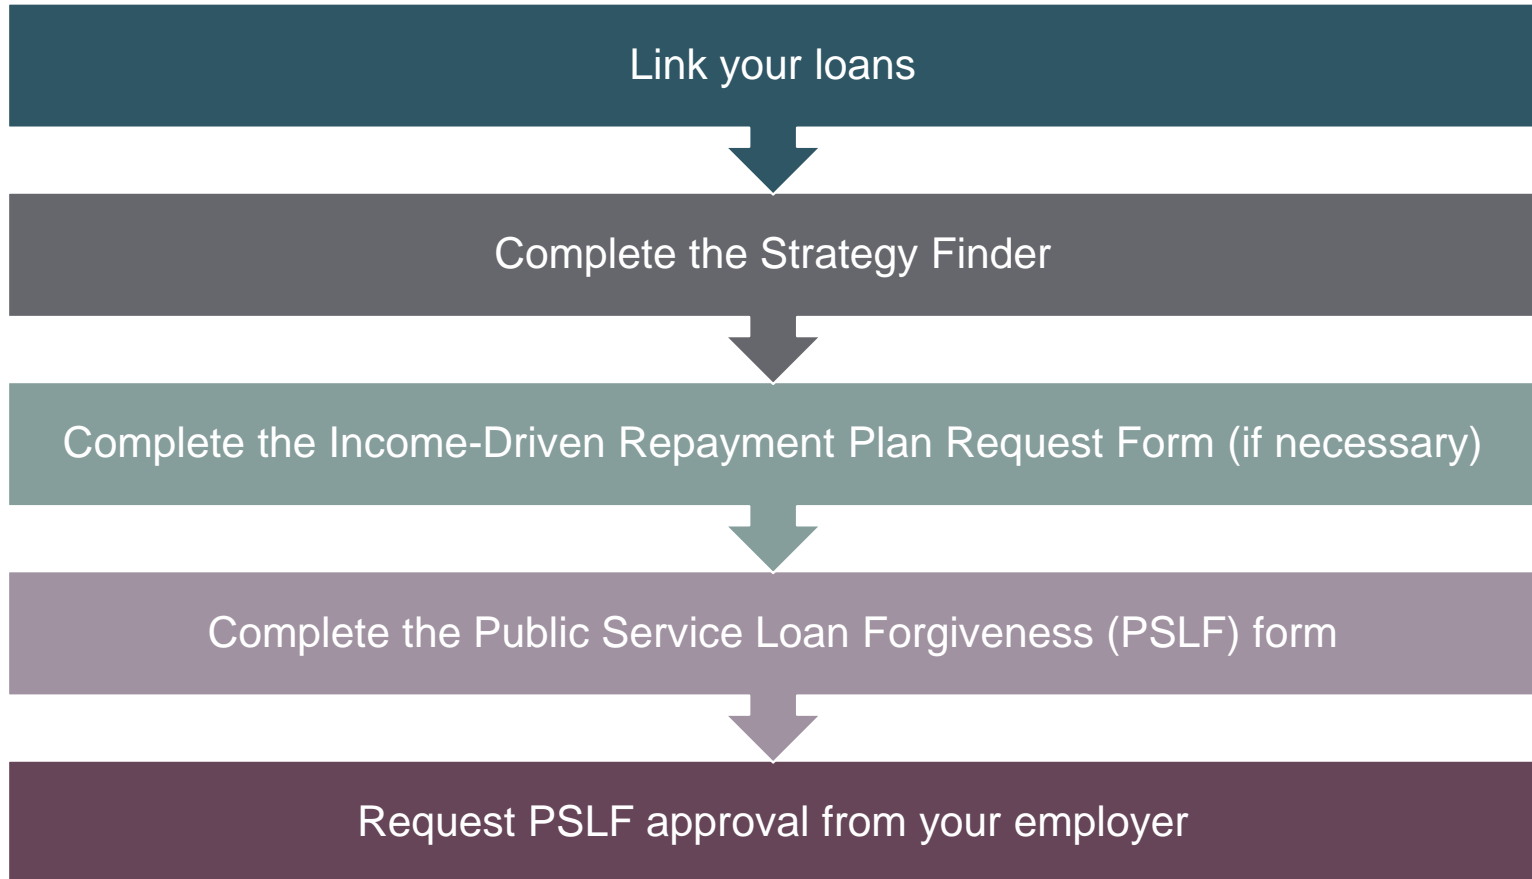 Link your loans
Complete the Strategy Finder
Complete the Income-Driven Repayment Plan Request Form (if necessary)
Complete the Public Service Loan Forgiveness (PSLF) form
Request PSLF approval from your employer